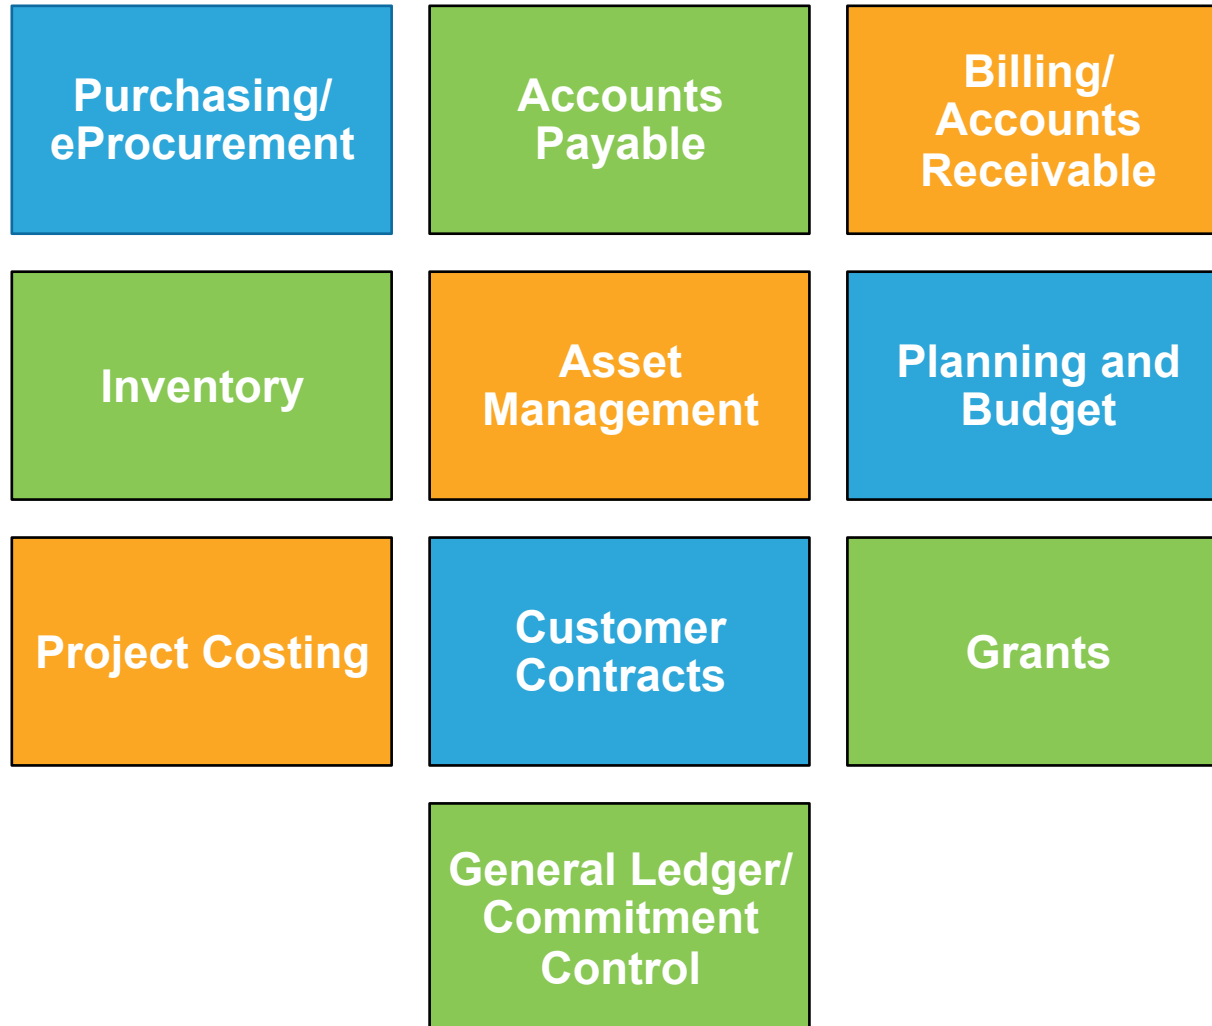 Purchasing/
eProcurement
Accounts
Payable
Billing/
Accounts
Receivable
Inventory
Asset
Management
Planning and
Budget
Project Costing
Customer
Contracts
Grants
General Ledger/
Commitment
Control